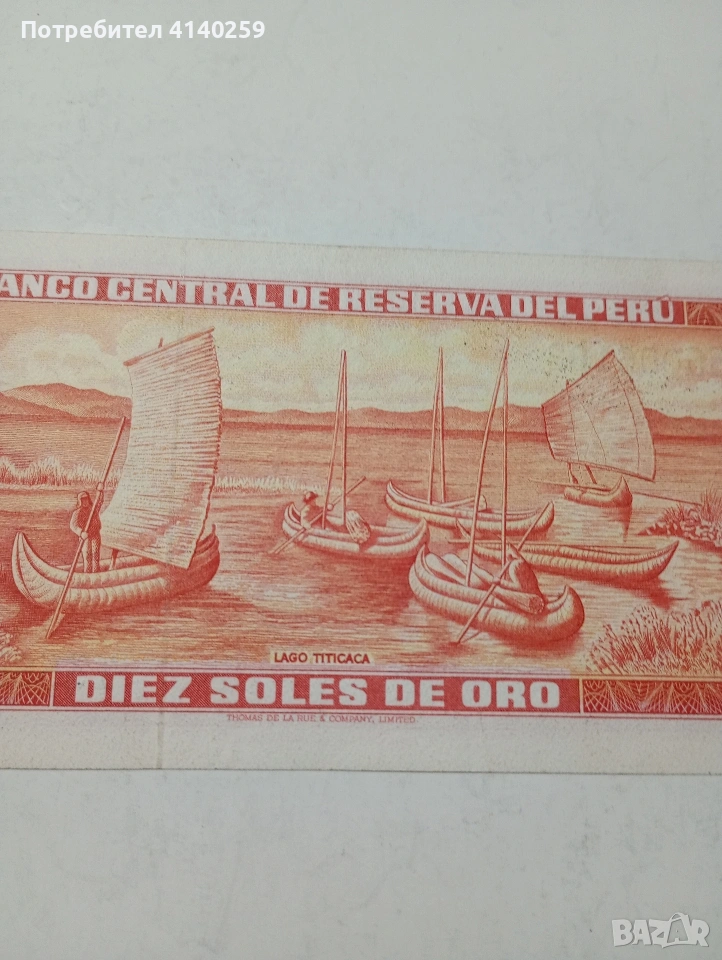 Потребител 4140259
ANCO CENTRAL DE RESERVA DEL PERÚ
LAGO TITICACA
DIEZ SOLES DE ORO
THOMAS DE LA RUE & COMPANY, LIMITED.
BAZAR